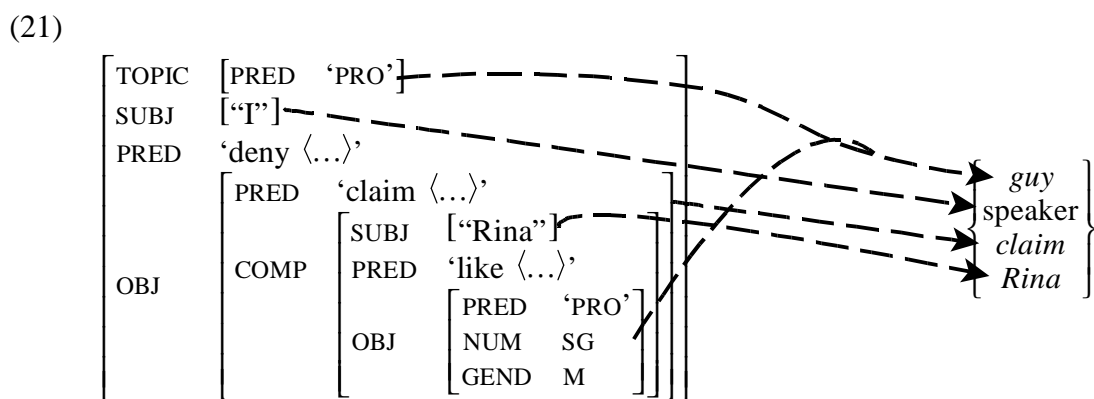 (21)
TOPIC [PRED ‘PRO’]
SUBJ [“I”]
PRED ‘deny ⟨…⟩’
PRED ‘claim ⟨…⟩’
SUBJ [“Rina”]
COMP PRED ‘like ⟨…⟩’
OBJ
PRED ‘PRO’
OBJ NUM SG
GEND M
guy
speaker
claim
Rina